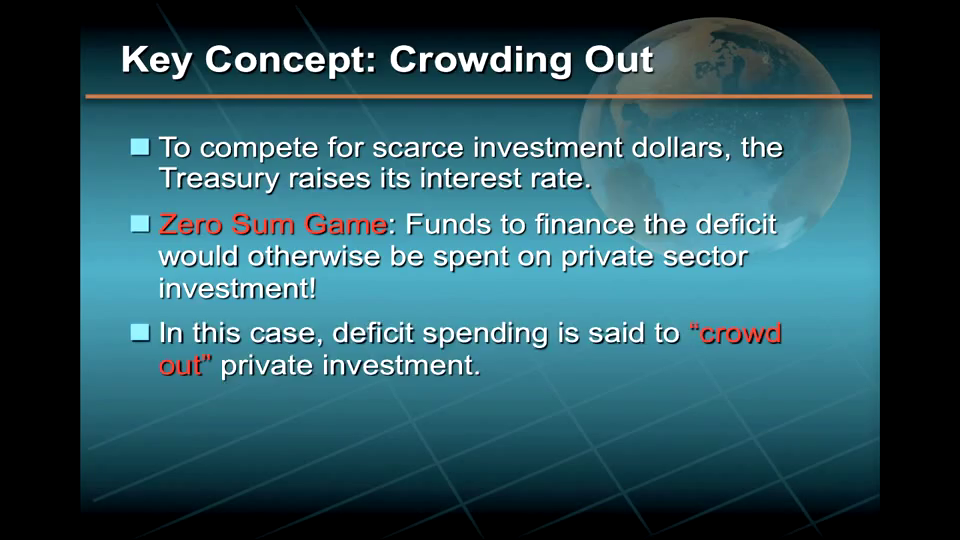 Key Concept: Crowding Out
To compete for scarce investment dollars, the
Treasury raises its interest rate.
Zero Sum Game: Funds to finance the deficit
would otherwise be spent on private sector
investment!
In this case, deficit spending is said to “crowd
out” private investment.